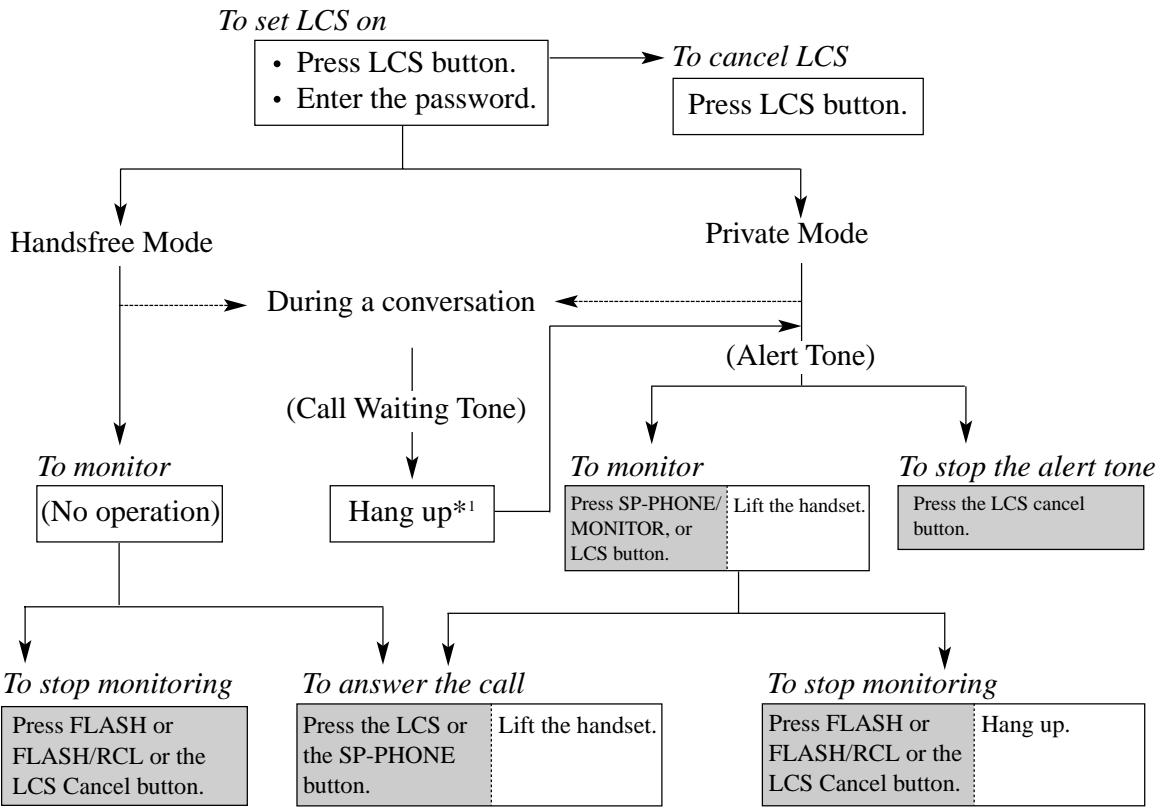 To set LCS on
• Press LCS button.
• Enter the password.
To cancel LCS
Press LCS button.
Handsfree Mode
Private Mode
During a conversation
(Alert Tone)
(Call Waiting Tone)
To monitor
(No operation)
Hang up*1
To monitor
Press SP-PHONE/
MONITOR, or
LCS button.
Lift the handset.
To stop the alert tone
Press the LCS cancel
button.
To stop monitoring
Press FLASH or
FLASH/RCL or the
LCS Cancel button.
To answer the call
Press the LCS or
the SP-PHONE
button.
Lift the handset.
To stop monitoring
Press FLASH or
FLASH/RCL or the
LCS Cancel button.
Hang up.